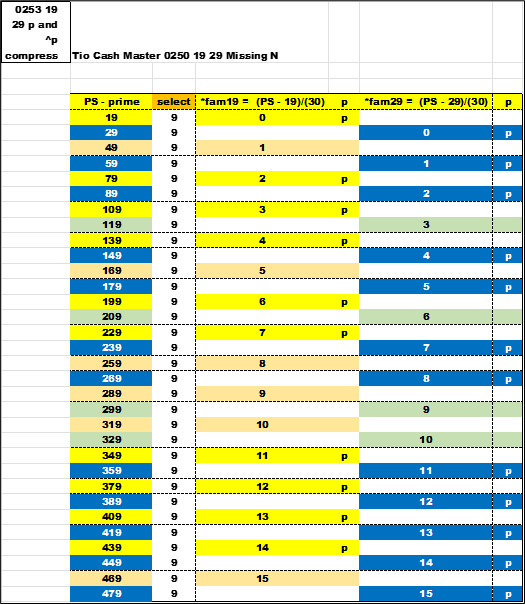 0253 19
29 p and
^p
compress Tio Cash Master 0250 19 29 Missing N
PS - prime select *fam19 = (PS - 19)/(30) p *fam29 = (PS - 29)/(30) p
19 9 0 p
29 9 0 p
49 9 1
59 9 1 p
79 9 2 p
89 9 2 p
109 9 3 p
119 9 3
139 9 4 p
149 9 4 p
169 9 5
179 9 5 p
199 9 6 p
209 9 6
229 9 7 p
239 9 7 p
259 9 8
269 9 8 p
289 9 9
299 9 9
319 9 10
329 9 10
349 9 11 p
359 9 11 p
379 9 12 p
389 9 12 p
409 9 13 p
419 9 13 p
439 9 14 p
449 9 14 p
469 9 15
479 9 15 p